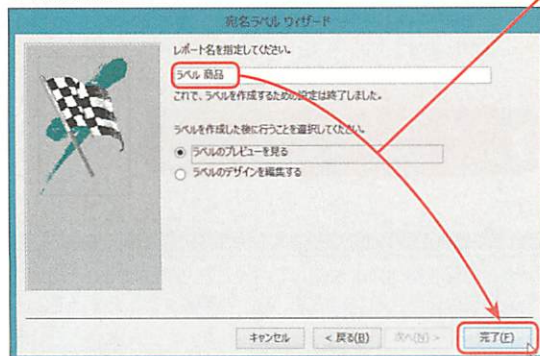 宛名ラベル ウィザード
レポート名を指定してください。
ラベル 商品
これで、ラベルを作成するための設定は終了しました。
ラベルを作成した後に行うことを選択してください。
ラベルのプレビューを見る
ラベルのデザインを編集する
キャンセル < 戻る(B) 次へ(N) > 完了(F)